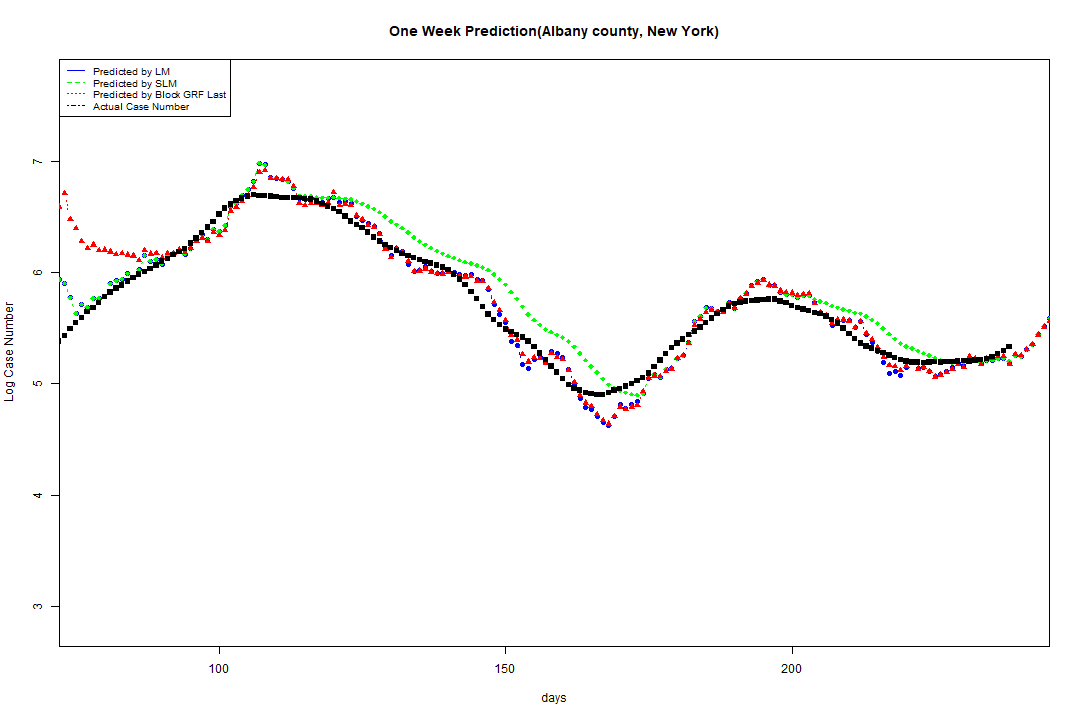 One Week Prediction(Albany county, New York)
Predicted by LM
Predicted by SLM
Predicted by Block GRF Last
Actual Case Number
7
6
5
4
3
Log Case Number
100 150 200
days